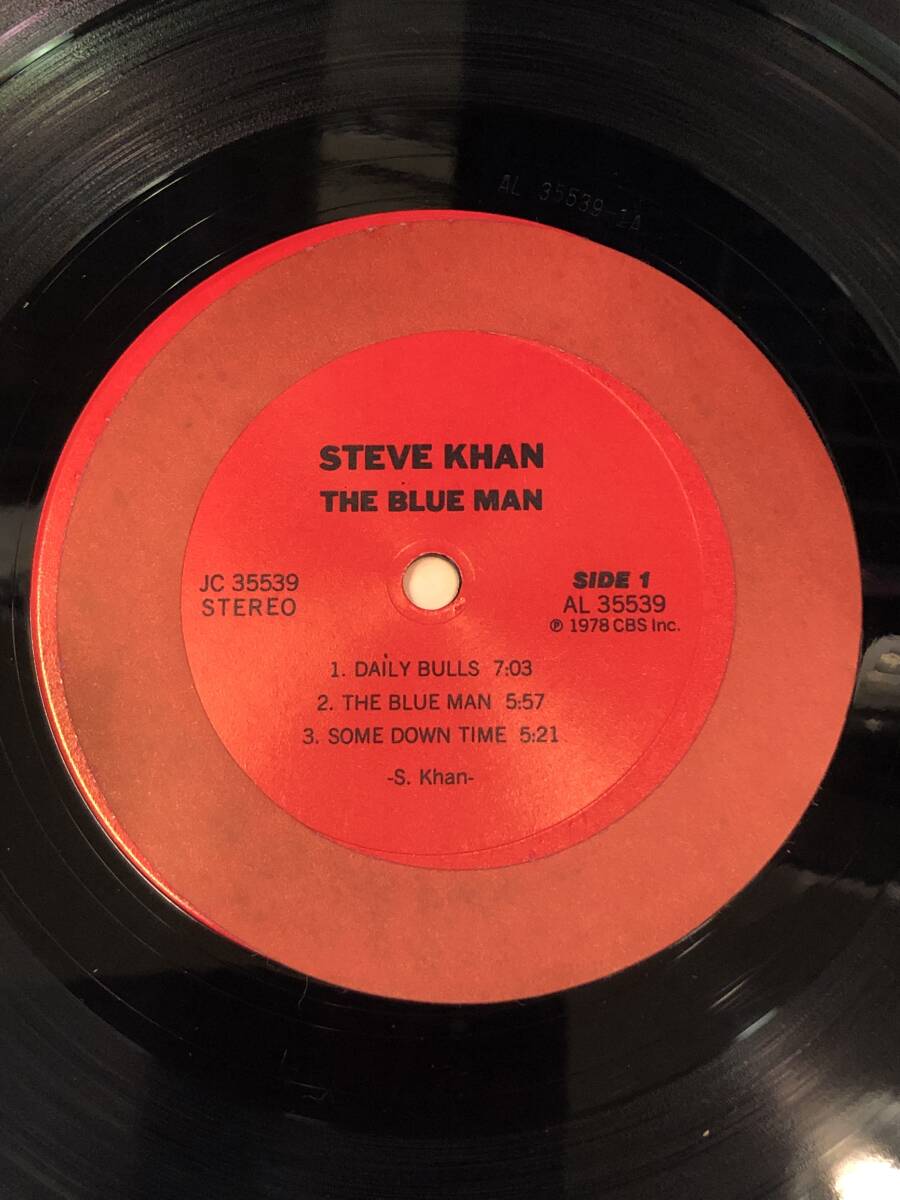 AL 35539-1A
STEVE KHAN
THE BLUE MAN
JC 35539
STEREO
SIDE 1
AL 35539
℗ 1978 CBS Inc.
1. DAILY BULLS 7:03
2. THE BLUE MAN 5:57
3. SOME DOWN TIME 5:21
-S. Khan-